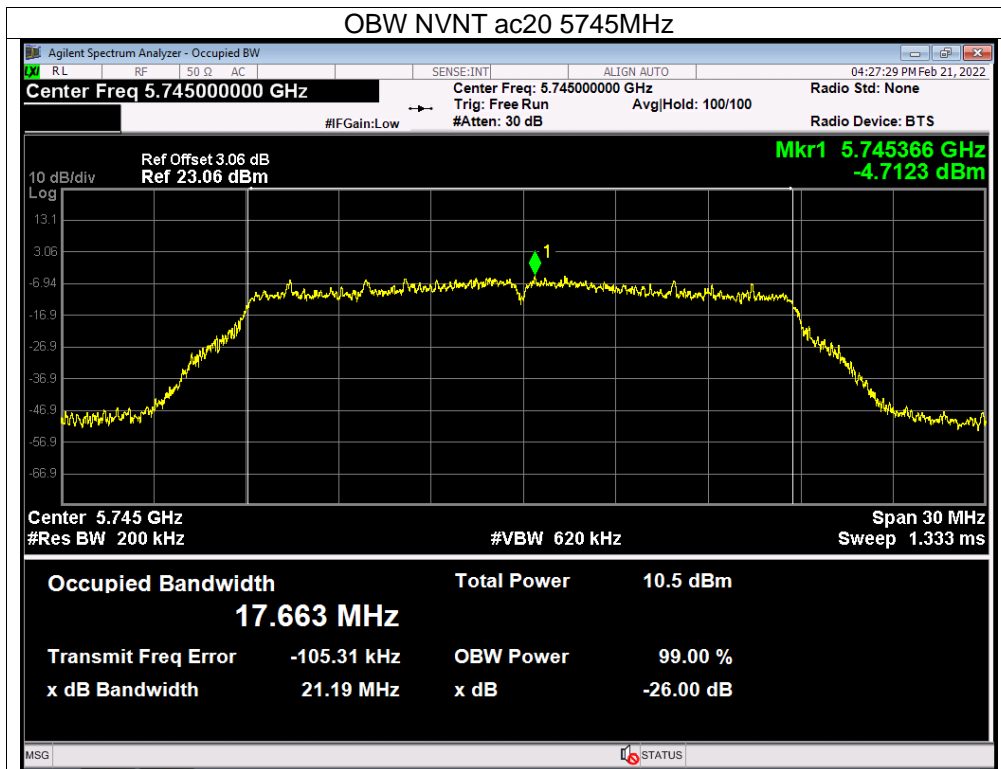 OBW NVNT ac20 5745MHz
Agilent Spectrum Analyzer - Occupied BW
LXI RL RF 50 Ω AC SENSE:INT ALIGN AUTO 04:27:29 PM Feb 21, 2022
Center Freq 5.745000000 GHz Center Freq: 5.745000000 GHz Radio Std: None
Trig: Free Run Avg|Hold: 100/100
#IFGain:Low #Atten: 30 dB Radio Device: BTS
Mkr1 5.745366 GHz
Ref Offset 3.06 dB
10 dB/div Ref 23.06 dBm -4.7123 dBm
Log
13.1
3.06
1
-6.94
-16.9
-26.9
-36.9
-46.9
-56.9
-66.9
Center 5.745 GHz Span 30 MHz
#Res BW 200 kHz #VBW 620 kHz Sweep 1.333 ms
Occupied Bandwidth Total Power 10.5 dBm
17.663 MHz
Transmit Freq Error -105.31 kHz OBW Power 99.00 %
x dB Bandwidth 21.19 MHz x dB -26.00 dB
MSG STATUS